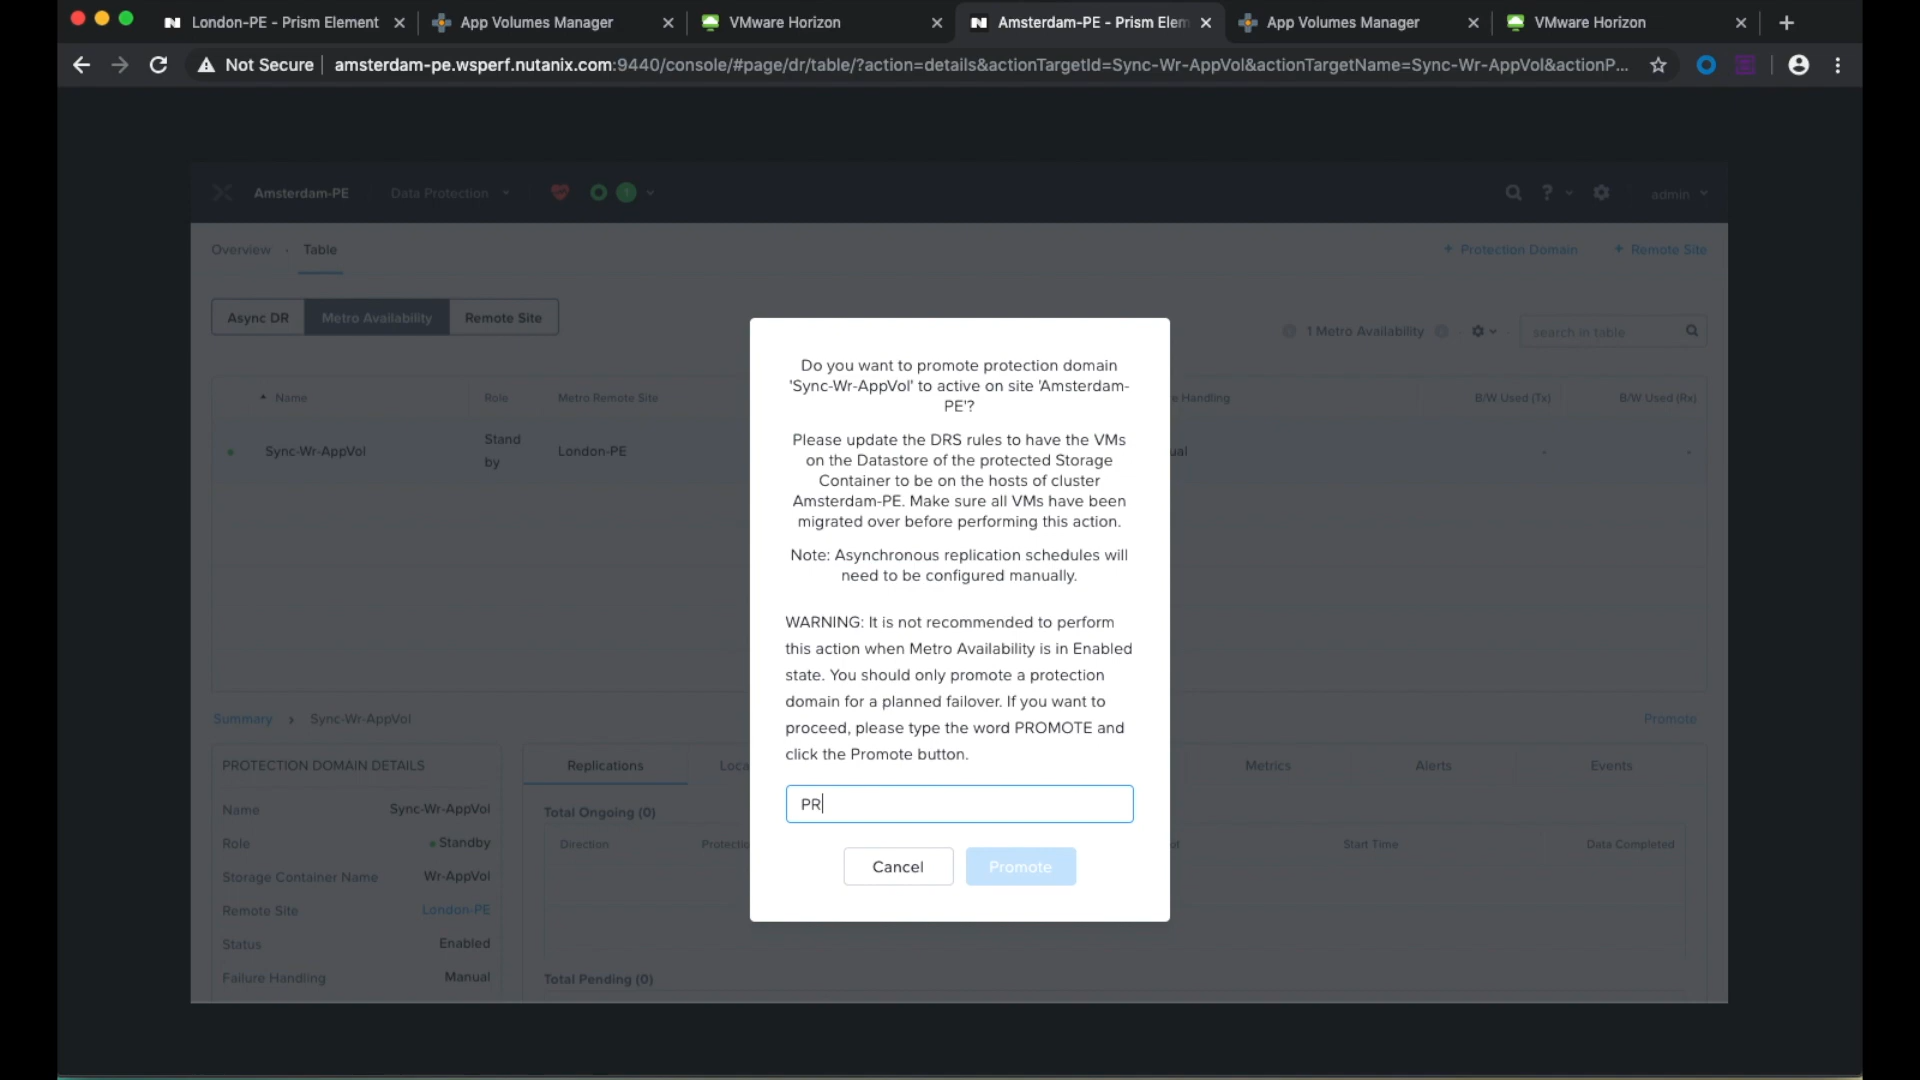 London-PE - Prism Element
App Volumes Manager
VMware Horizon
Amsterdam-PE - Prism Elem
App Volumes Manager
VMware Horizon
Not Secure
amsterdam-pe.wsperf.nutanix.com:9440/console/#page/dr/table/?action=details&actionTargetId=Sync-Wr-AppVol&actionTargetName=Sync-Wr-AppVol&actionP...
Amsterdam-PE
Data Protection
1
?
admin
Overview
Table
+ Protection Domain
+ Remote Site
Async DR
Metro Availability
Remote Site
1 Metro Availability
search in table
Name
Role
Metro Remote Site
e Handling
B/W Used (Tx)
B/W Used (Rx)
Sync-Wr-AppVol
Stand
by
London-PE
ual
-
-
Do you want to promote protection domain
'Sync-Wr-AppVol' to active on site 'Amsterdam-
PE'?
Please update the DRS rules to have the VMs
on the Datastore of the protected Storage
Container to be on the hosts of cluster
Amsterdam-PE. Make sure all VMs have been
migrated over before performing this action.
Note: Asynchronous replication schedules will
need to be configured manually.
WARNING: It is not recommended to perform
this action when Metro Availability is in Enabled
state. You should only promote a protection
domain for a planned failover. If you want to
proceed, please type the word PROMOTE and
click the Promote button.
PR
Cancel
Promote
Summary
Sync-Wr-AppVol
Promote
PROTECTION DOMAIN DETAILS
Name
Sync-Wr-AppVol
Role
Standby
Storage Container Name
Wr-AppVol
Remote Site
London-PE
Status
Enabled
Failure Handling
Manual
Replications
Loca
Metrics
Alerts
Events
Total Ongoing (0)
Direction
Protectio
ot
Start Time
Data Completed
Total Pending (0)